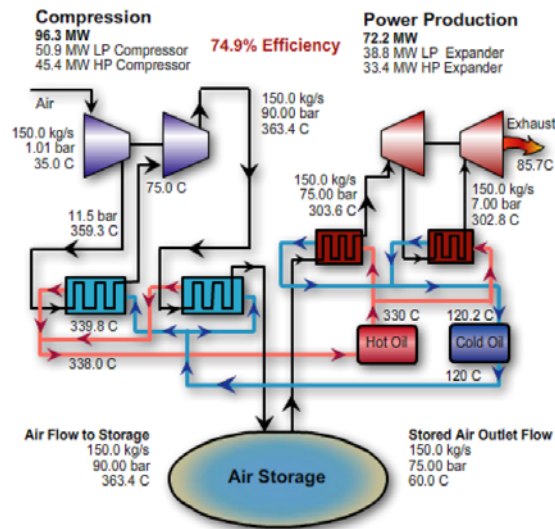 Compression
96.3 MW
50.9 MW LP Compressor
45.4 MW HP Compressor
74.9% Efficiency
Power Production
72.2 MW
38.8 MW LP Expander
33.4 MW HP Expander
Air
150.0 kg/s
1.01 bar
35.0 C
75.0 C
150.0 kg/s
90.00 bar
363.4 C
Exhaust
85.7C
150.0 kg/s
75.00 bar
303.6 C
150.0 kg/s
7.00 bar
302.8 C
11.5 bar
359.3 C
339.8 C
338.0 C
330 C
120.2 C
Hot Oil
Cold Oil
120 C
Air Flow to Storage
150.0 kg/s
90.00 bar
363.4 C
Air Storage
Stored Air Outlet Flow
150.0 kg/s
75.00 bar
60.0 C